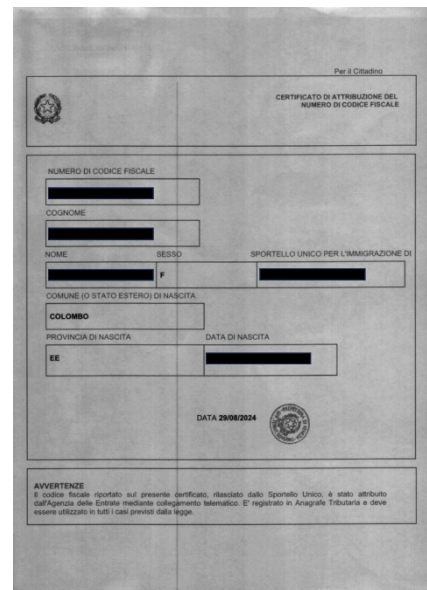 Per il Cittadino
CERTIFICATO DI ATTRIBUZIONE DEL
NUMERO DI CODICE FISCALE
NUMERO DI CODICE FISCALE
COGNOME
NOME SESSO SPORTELLO UNICO PER L'IMMIGRAZIONE DI
F
COMUNE (O STATO ESTERO) DI NASCITA
COLOMBO
PROVINCIA DI NASCITA DATA DI NASCITA
EE
DATA 29/08/2024
AVVERTENZE
Il codice fiscale riportato sul presente certificato, rilasciato dallo Sportello Unico, è stato attribuito
dall'Agenzia delle Entrate mediante collegamento telematico. E' registrato in Anagrafe Tributaria e deve
essere utilizzato in tutti i casi previsti dalla legge.